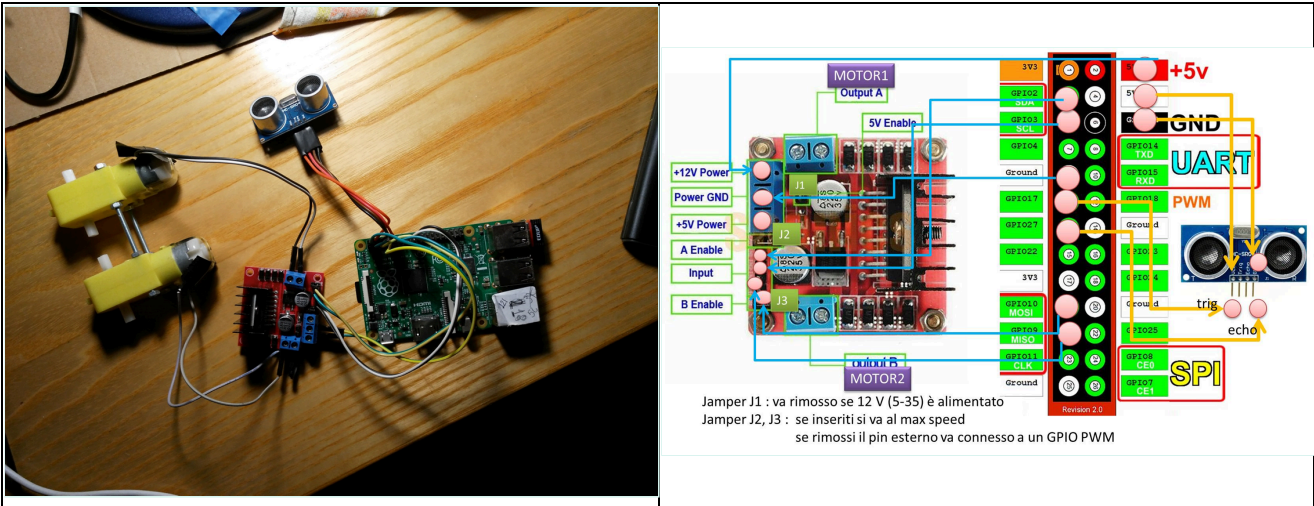 MOTOR1
Output A
5V Enable
+12V Power
Power GND
+5V Power
A Enable
Input
B Enable
J1
J2
J3
output B
MOTOR2
3V3
GPIO2
SDA
GPIO3
SCL
GPIO4
Ground
GPIO17
GPIO27
GPIO22
3V3
GPIO10
MOSI
GPIO9
MISO
GPIO11
CLK
Ground
+5v
GND
GPIO14
TXD
GPIO15
RXD
UART
GPIO18
PWM
Ground
Ground
GPIO25
GPIO8
CE0
GPIO7
CE1
SPI
trig
echo
Revision 2.0
Jamper J1 : va rimosso se 12 V (5-35) è alimentato
Jamper J2, J3 : se inseriti si va al max speed
se rimossi il pin esterno va connesso a un GPIO PWM